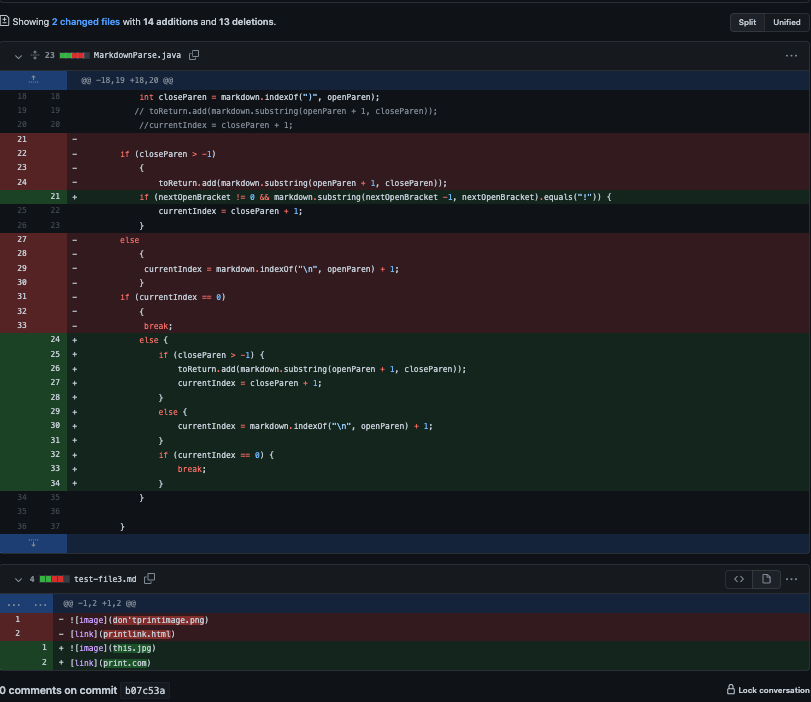 Showing 2 changed files with 14 additions and 13 deletions.
Split Unified
23 MarkdownParse.java
@@ -18,19 +18,20 @@
18 18 int closeParen = markdown.indexOf(")", openParen);
19 19 // toReturn.add(markdown.substring(openParen + 1, closeParen));
20 20 //currentIndex = closeParen + 1;
21 -
22 - if (closeParen > -1)
23 - {
24 - toReturn.add(markdown.substring(openParen + 1, closeParen));
21 + if (nextOpenBracket != 0 && markdown.substring(nextOpenBracket -1, nextOpenBracket).equals("!")) {
25 22 currentIndex = closeParen + 1;
26 23 }
27 - else
28 - {
29 - currentIndex = markdown.indexOf("\n", openParen) + 1;
30 - }
31 - if (currentIndex == 0)
32 - {
33 - break;
24 + else {
25 + if (closeParen > -1) {
26 + toReturn.add(markdown.substring(openParen + 1, closeParen));
27 + currentIndex = closeParen + 1;
28 + }
29 + else {
30 + currentIndex = markdown.indexOf("\n", openParen) + 1;
31 + }
32 + if (currentIndex == 0) {
33 + break;
34 + }
34 35 }
35 36
36 37 }
4 test-file3.md
@@ -1,2 +1,2 @@
1 - ![image](don'tprintimage.png)
2 - [link](printlink.html)
1 + ![image](this.jpg)
2 + [link](print.com)
0 comments on commit b07c53a
Lock conversation